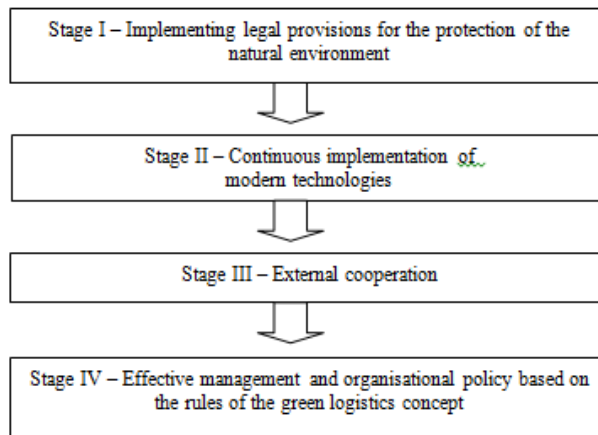 Stage I – Implementing legal provisions for the protection of the
natural environment
Stage II – Continuous implementation of
modern technologies
Stage III – External cooperation
Stage IV – Effective management and organisational policy based on
the rules of the green logistics concept